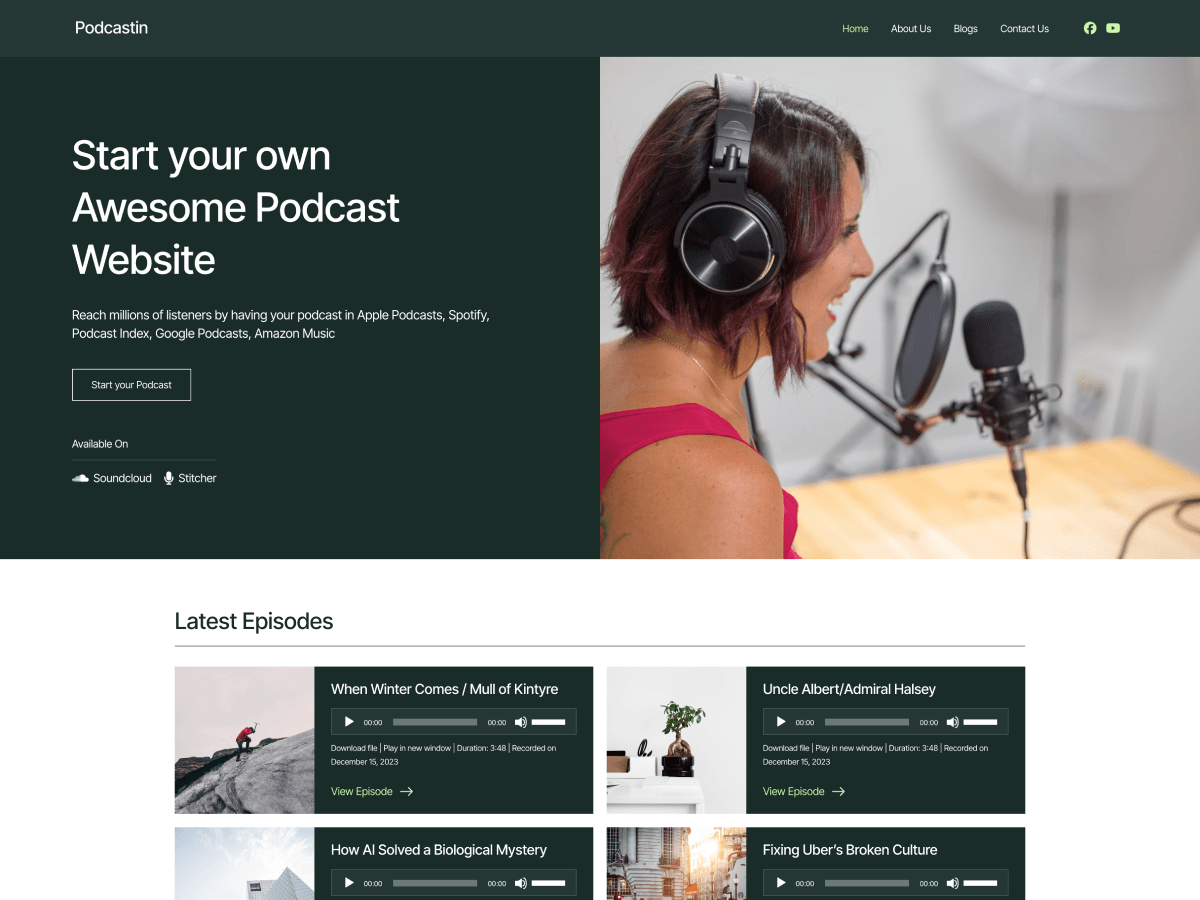 Podcastin
Home About Us Blogs Contact Us
Start your own
Awesome Podcast
Website
Reach millions of listeners by having your podcast in Apple Podcasts, Spotify,
Podcast Index, Google Podcasts, Amazon Music
Start your Podcast
Available On
Soundcloud Stitcher
Latest Episodes
When Winter Comes / Mull of Kintyre
00:00 00:00
Download file | Play in new window | Duration: 3:48 | Recorded on
December 15, 2023
View Episode
Uncle Albert/Admiral Halsey
00:00 00:00
Download file | Play in new window | Duration: 3:48 | Recorded on
December 15, 2023
View Episode
How AI Solved a Biological Mystery
00:00 00:00
Fixing Uber’s Broken Culture
00:00 00:00